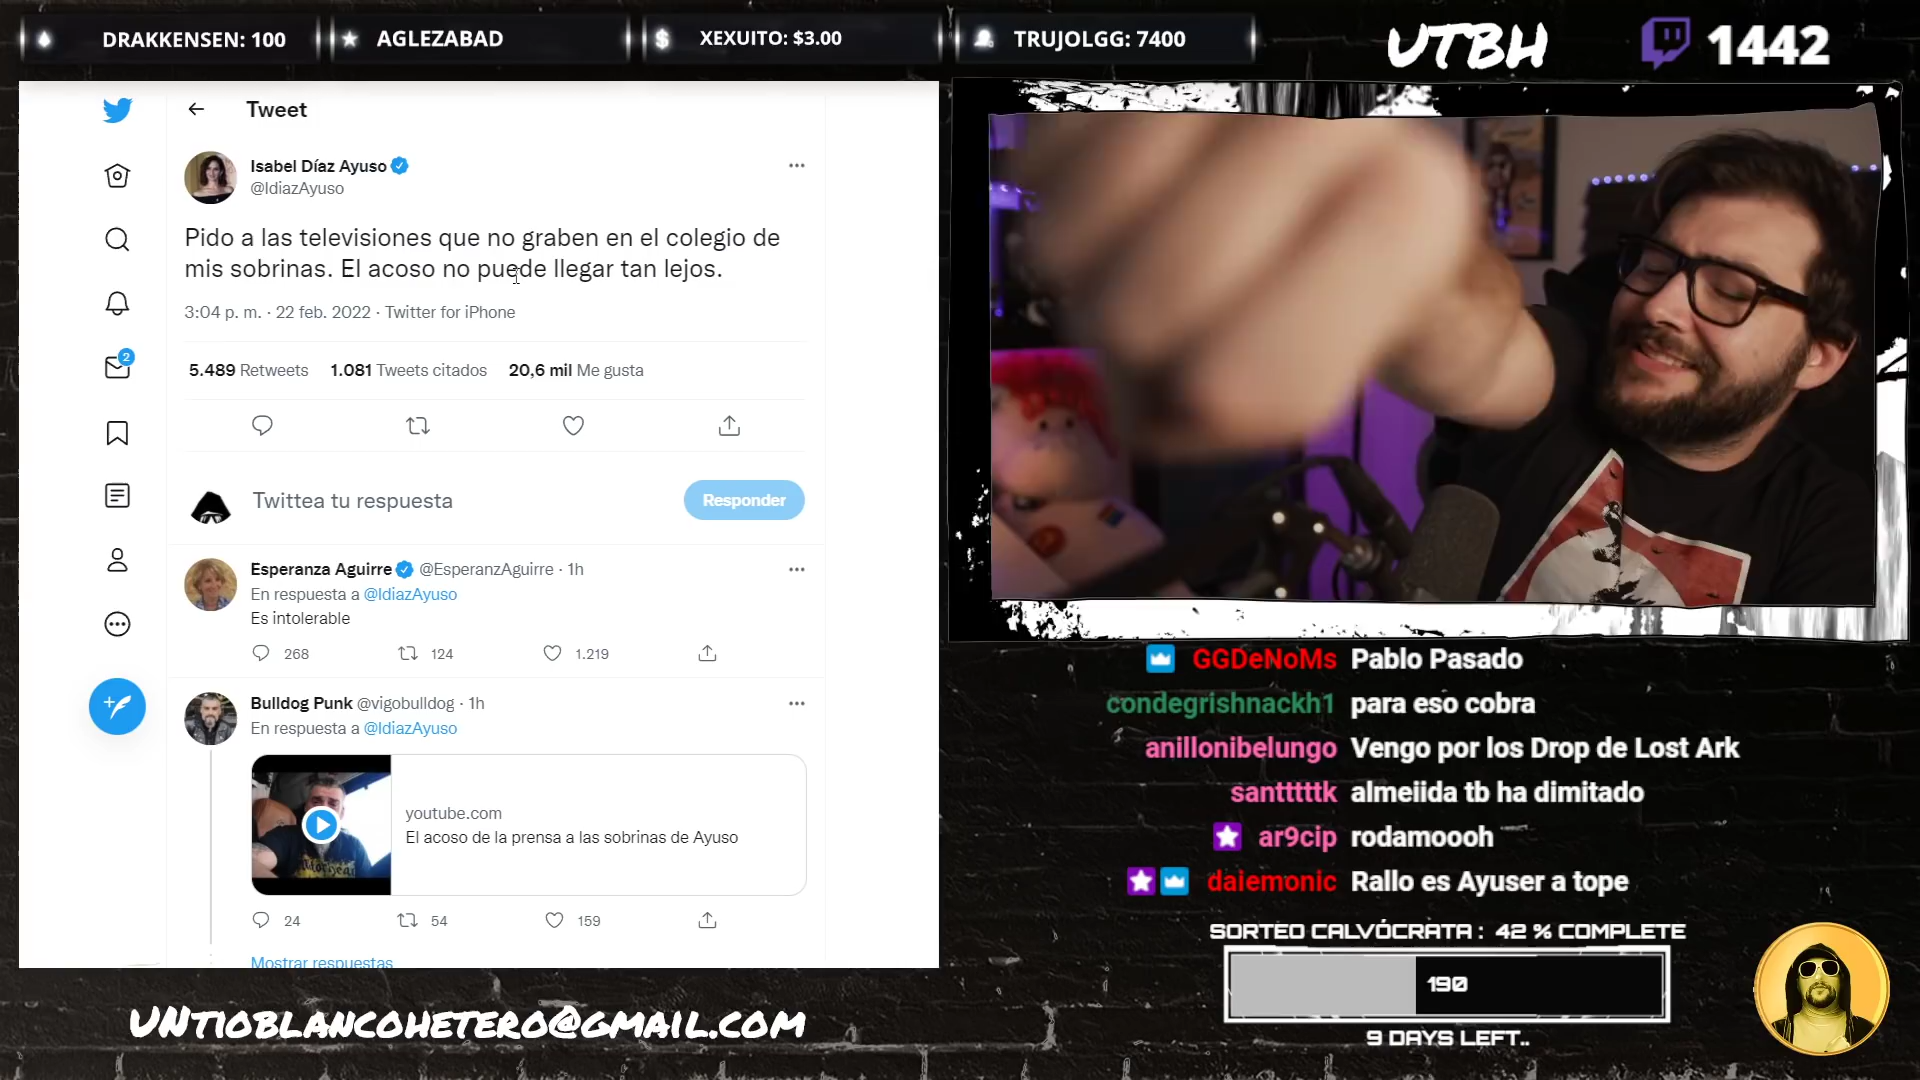 DRAKKENSEN: 100
AGLEZABAD
XEXUITO: $3.00
TRUJOLGG: 7400
UTBH
1442
Tweet
Isabel Díaz Ayuso
@IdiazAyuso
Pido a las televisiones que no graben en el colegio de
mis sobrinas. El acoso no puede llegar tan lejos.
3:04 p. m. · 22 feb. 2022 · Twitter for iPhone
5.489 Retweets 1.081 Tweets citados 20,6 mil Me gusta
2
Twittea tu respuesta
Responder
Esperanza Aguirre @EsperanzAguirre · 1h
En respuesta a @IdiazAyuso
Es intolerable
268 124 1.219
Bulldog Punk @vigobulldog · 1h
En respuesta a @IdiazAyuso
youtube.com
El acoso de la prensa a las sobrinas de Ayuso
24 54 159
Mostrar respuestas
GGDeNoMs Pablo Pasado
condegrishnackh1 para eso cobra
anillonibelungo Vengo por los Drop de Lost Ark
santttttk almeiida tb ha dimitado
ar9cip rodamoooh
daiemonic Rallo es Ayuser a tope
SORTEO CALVÓCRATA : 42 % COMPLETE
190
9 DAYS LEFT..
UNTIOBLANCOHETERO@GMAIL.COM